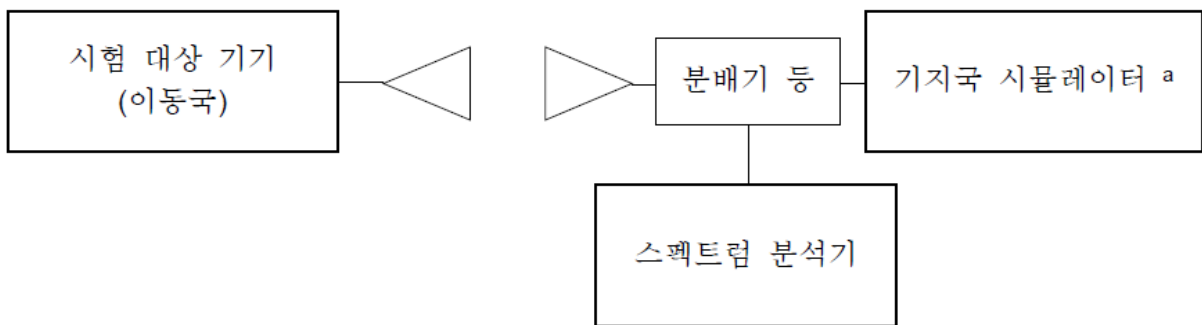 시험 대상 기기
(이동국)
분배기 등
기지국 시뮬레이터 ª
스펙트럼 분석기